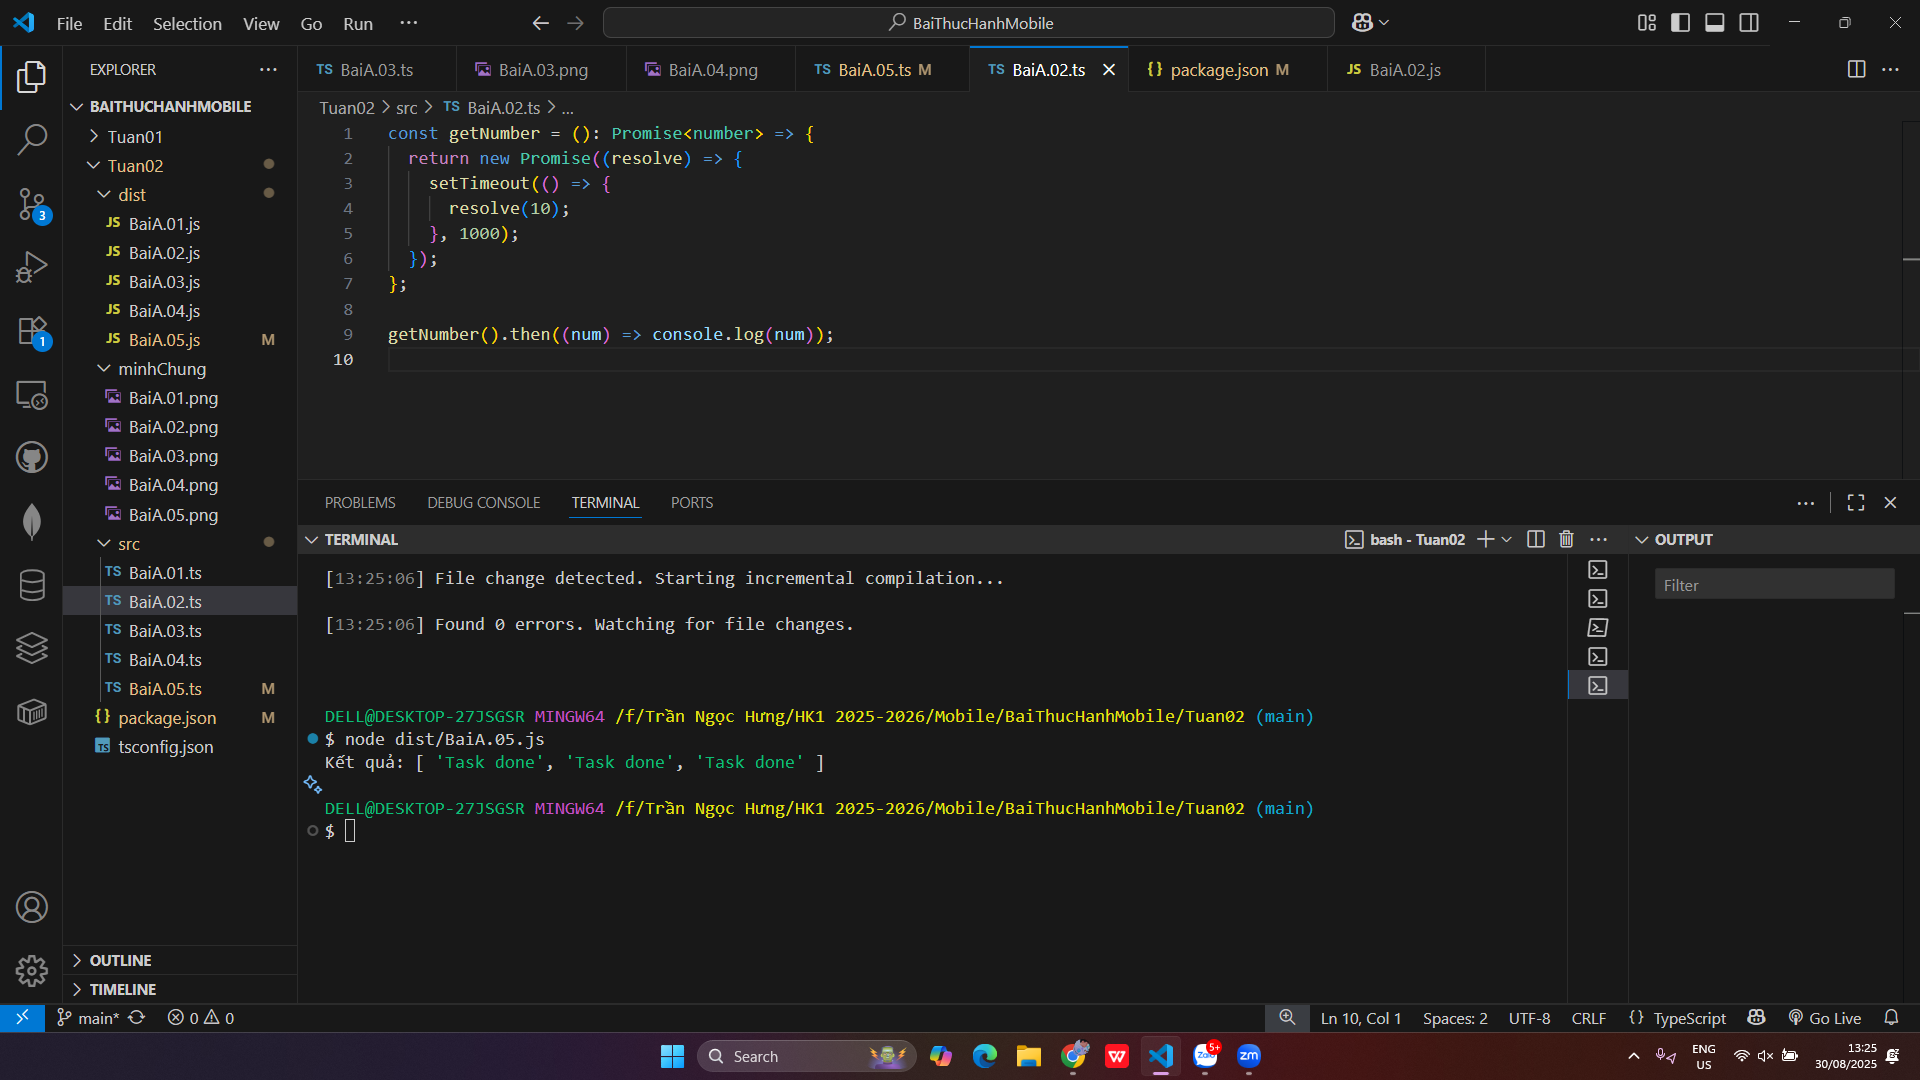 File Edit Selection View Go Run ··· BaiThucHanhMobile
EXPLORER ···
BAITHUCHANHMOBILE
Tuan01
Tuan02
dist
JS BaiA.01.js
JS BaiA.02.js
JS BaiA.03.js
JS BaiA.04.js
JS BaiA.05.js M
minhChung
BaiA.01.png
BaiA.02.png
BaiA.03.png
BaiA.04.png
BaiA.05.png
src
TS BaiA.01.ts
TS BaiA.02.ts
TS BaiA.03.ts
TS BaiA.04.ts
TS BaiA.05.ts M
{} package.json M
TS tsconfig.json
OUTLINE
TIMELINE
3
1
TS BaiA.03.ts BaiA.03.png BaiA.04.png TS BaiA.05.ts M TS BaiA.02.ts {} package.json M JS BaiA.02.js
Tuan02 > src > TS BaiA.02.ts > ...
1 const getNumber = (): Promise<number> => {
2 return new Promise((resolve) => {
3 setTimeout(() => {
4 resolve(10);
5 }, 1000);
6 });
7 };
8
9 getNumber().then((num) => console.log(num));
10
PROBLEMS DEBUG CONSOLE TERMINAL PORTS
TERMINAL bash - Tuan02
[13:25:06] File change detected. Starting incremental compilation...
[13:25:06] Found 0 errors. Watching for file changes.
DELL@DESKTOP-27JSGSR MINGW64 /f/Trần Ngọc Hưng/HK1 2025-2026/Mobile/BaiThucHanhMobile/Tuan02 (main)
$ node dist/BaiA.05.js
Kết quả: [ 'Task done', 'Task done', 'Task done' ]
DELL@DESKTOP-27JSGSR MINGW64 /f/Trần Ngọc Hưng/HK1 2025-2026/Mobile/BaiThucHanhMobile/Tuan02 (main)
$
OUTPUT
Filter
main* 0 0 Ln 10, Col 1 Spaces: 2 UTF-8 CRLF {} TypeScript Go Live
Search W Zalo 5+ zm ENG US 13:25 30/08/2025